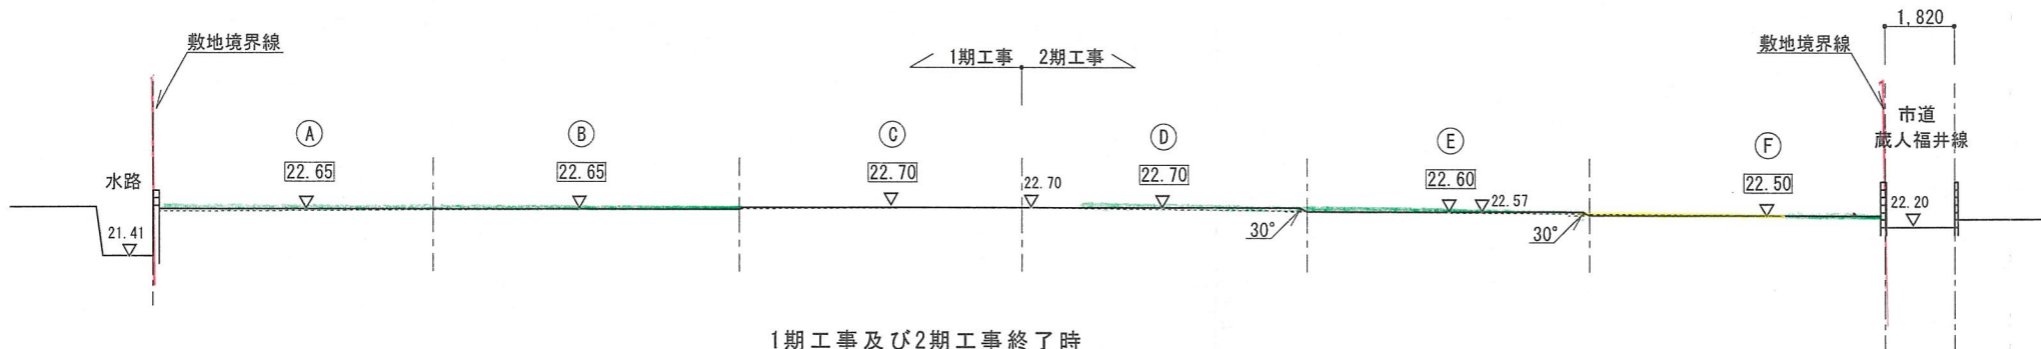 1,820
敷地境界線
1期工事 2期工事
敷地境界線
市道
蔵人福井線
Ⓐ Ⓑ Ⓒ Ⓓ Ⓔ Ⓕ
水路
22.65 22.65 22.70 22.70 22.70 22.60 22.57 22.50
21.41
22.20
30°
30°
1期工事及び2期工事終了時